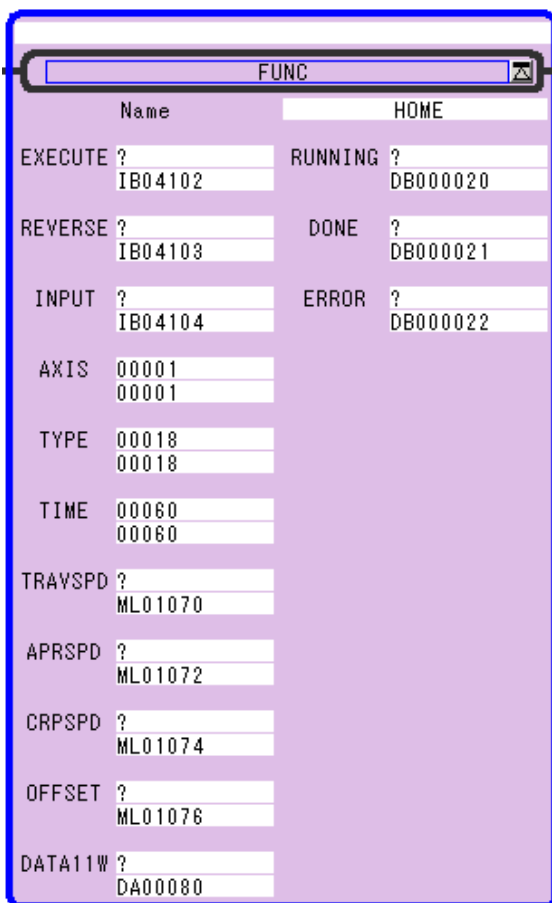 FUNC
Name HOME
EXECUTE ? RUNNING ?
IB04102 DB000020
REVERSE ? DONE ?
IB04103 DB000021
INPUT ? ERROR ?
IB04104 DB000022
AXIS 00001
00001
TYPE 00018
00018
TIME 00060
00060
TRAVSPD ?
ML01070
APRSPD ?
ML01072
CRPSPD ?
ML01074
OFFSET ?
ML01076
DATA11W ?
DA00080